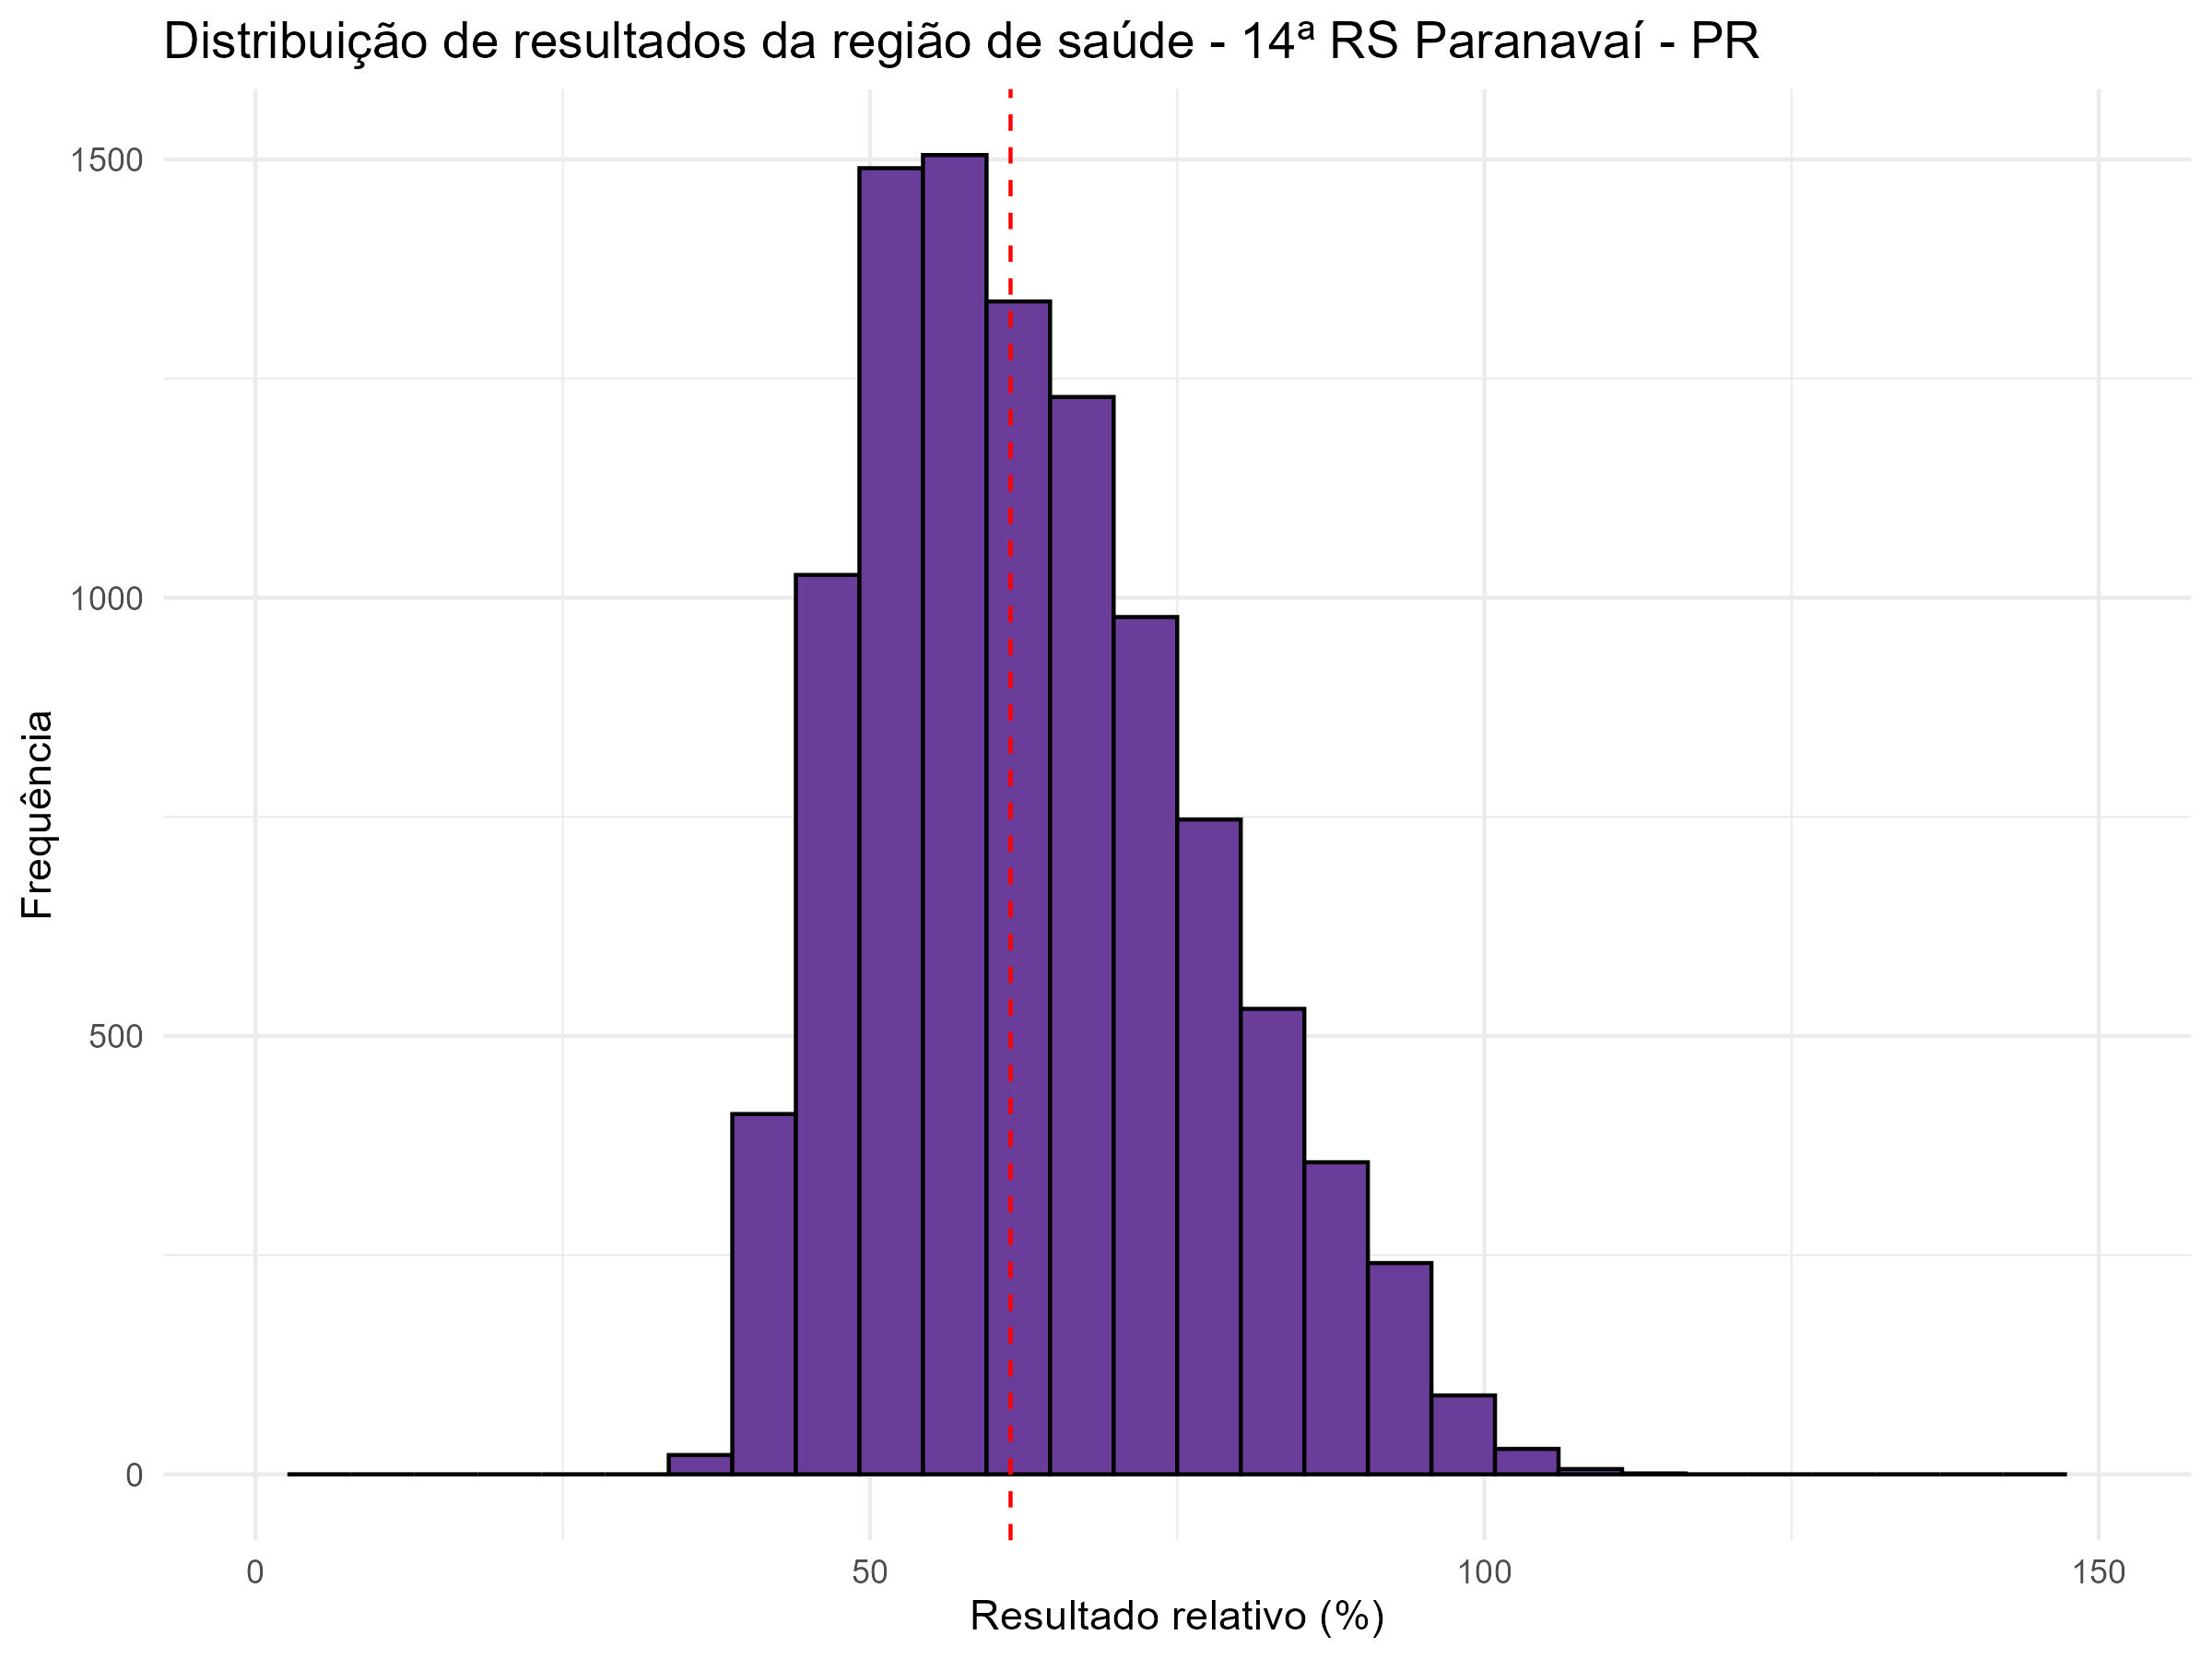 Distribuição de resultados da região de saúde - 14ª RS Paranavaí - PR
1500
1000
500
0
Frequência
0 50 100 150
Resultado relativo (%)